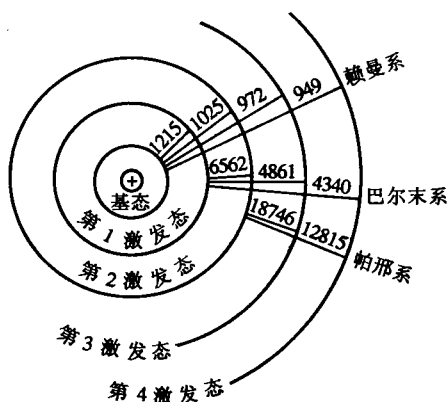 1215 1025 972 949 赖曼系
6562 4861 4340 巴尔末系
18746 12815 帕邢系
+
基态
第1激发态
第2激发态
第3激发态
第4激发态